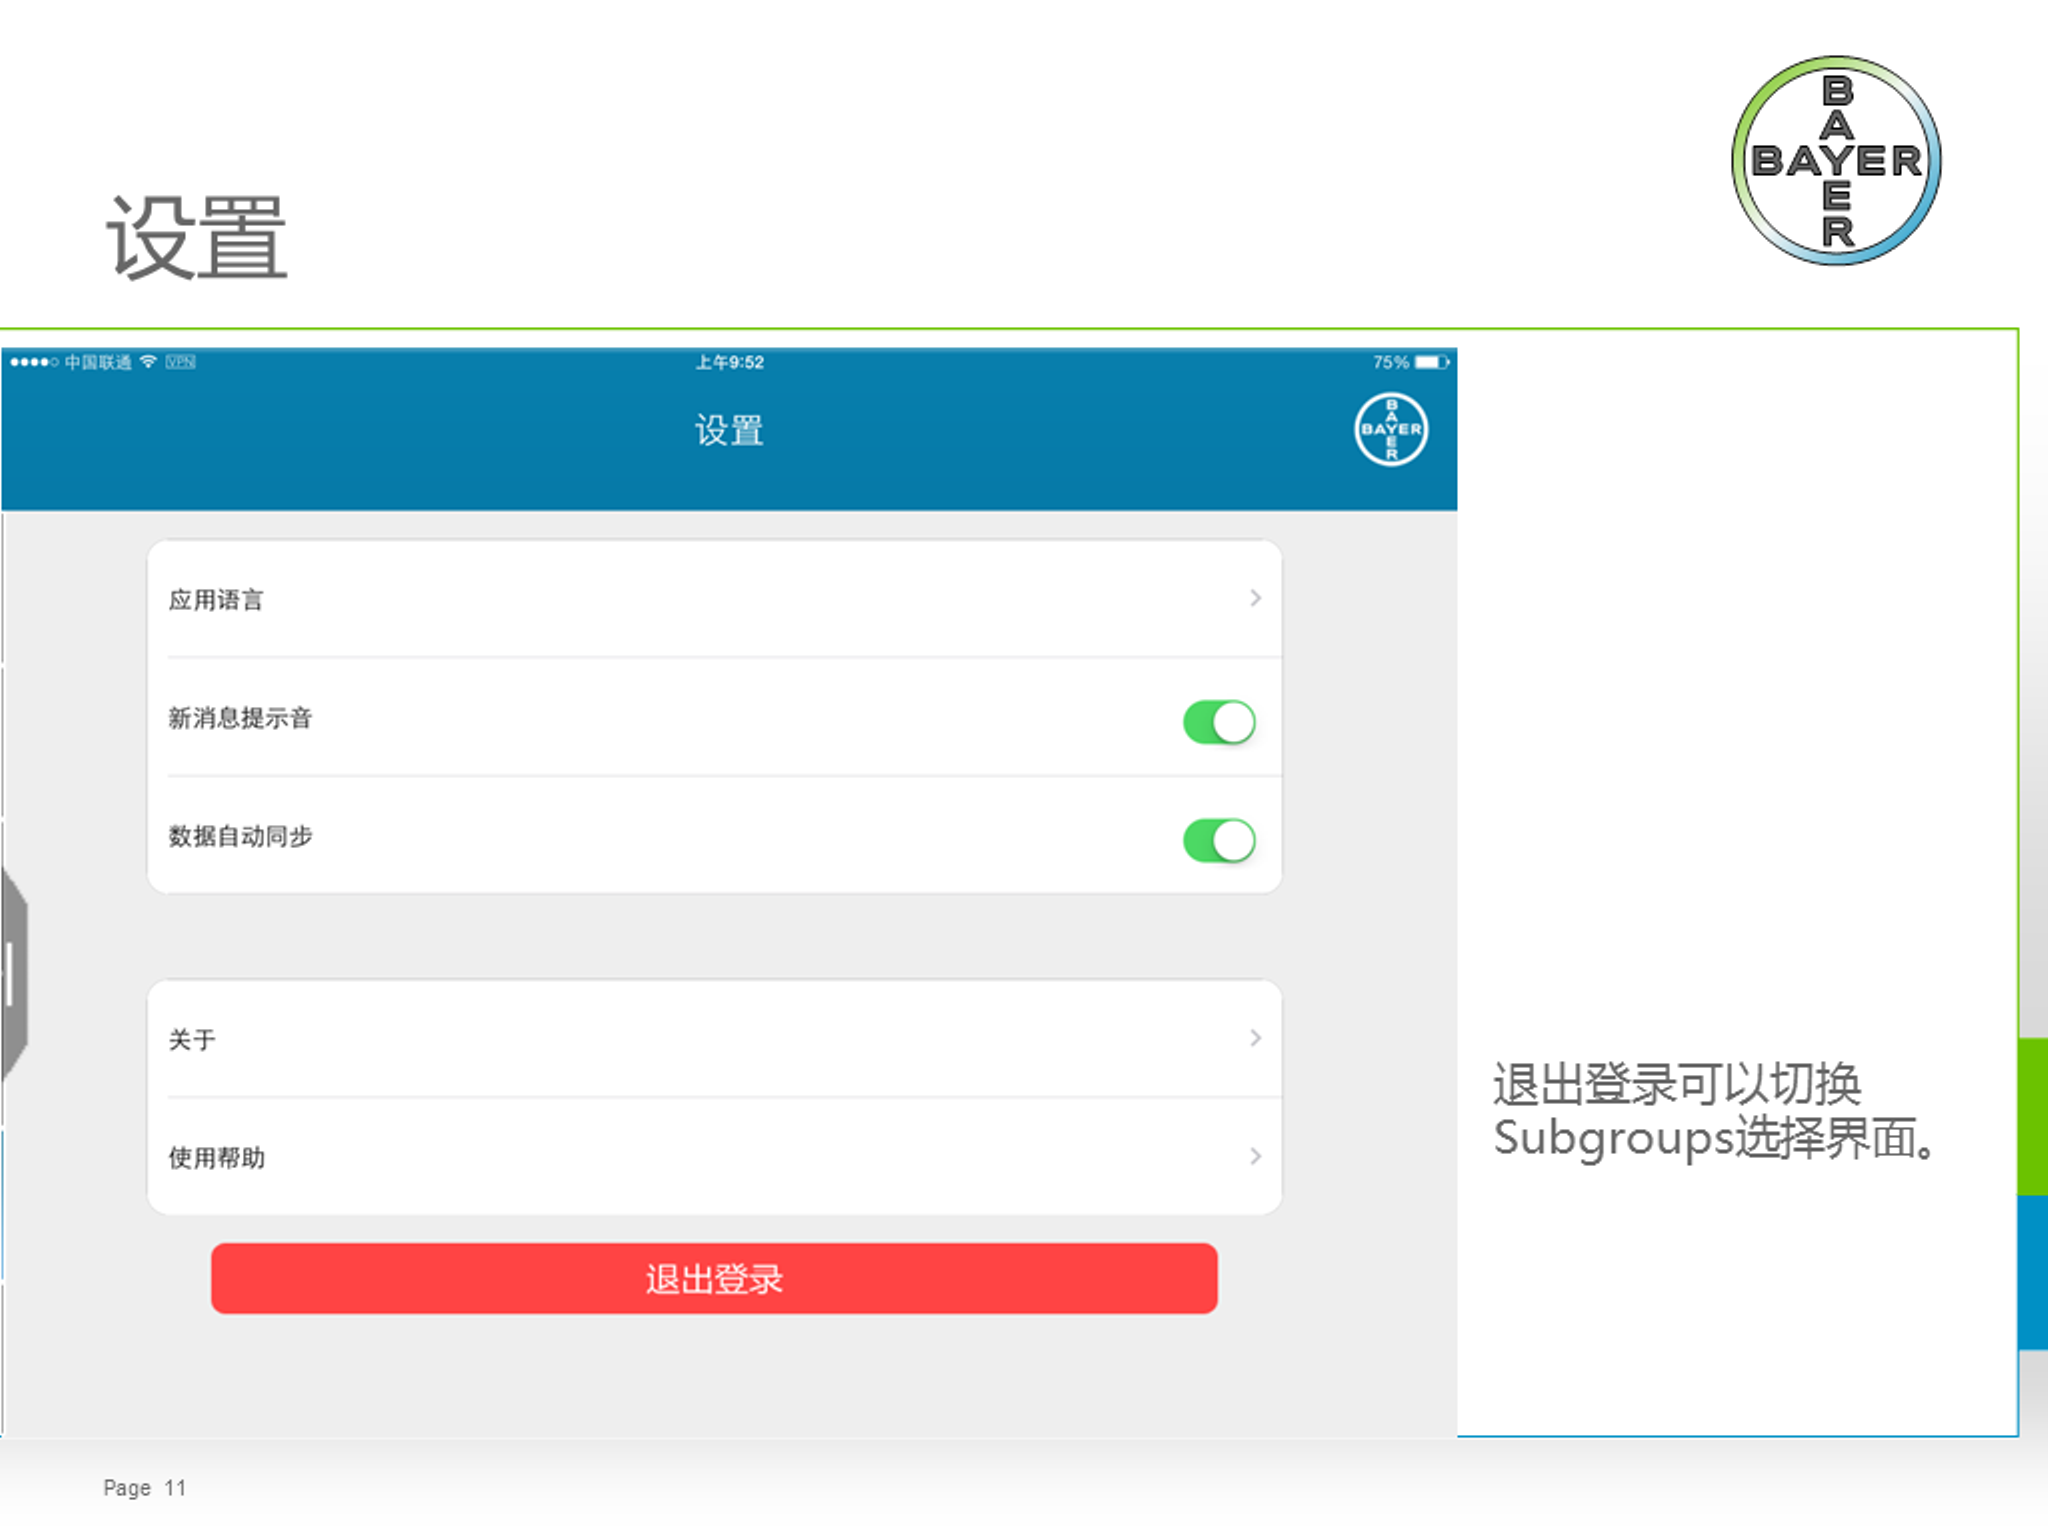 设置
BAYER
BAYER
中国联通 VPN 上午9:52 75%
设置
BAYER
BAYER
应用语言
新消息提示音
数据自动同步
关于
使用帮助
退出登录
退出登录可以切换
Subgroups选择界面。
Page 11